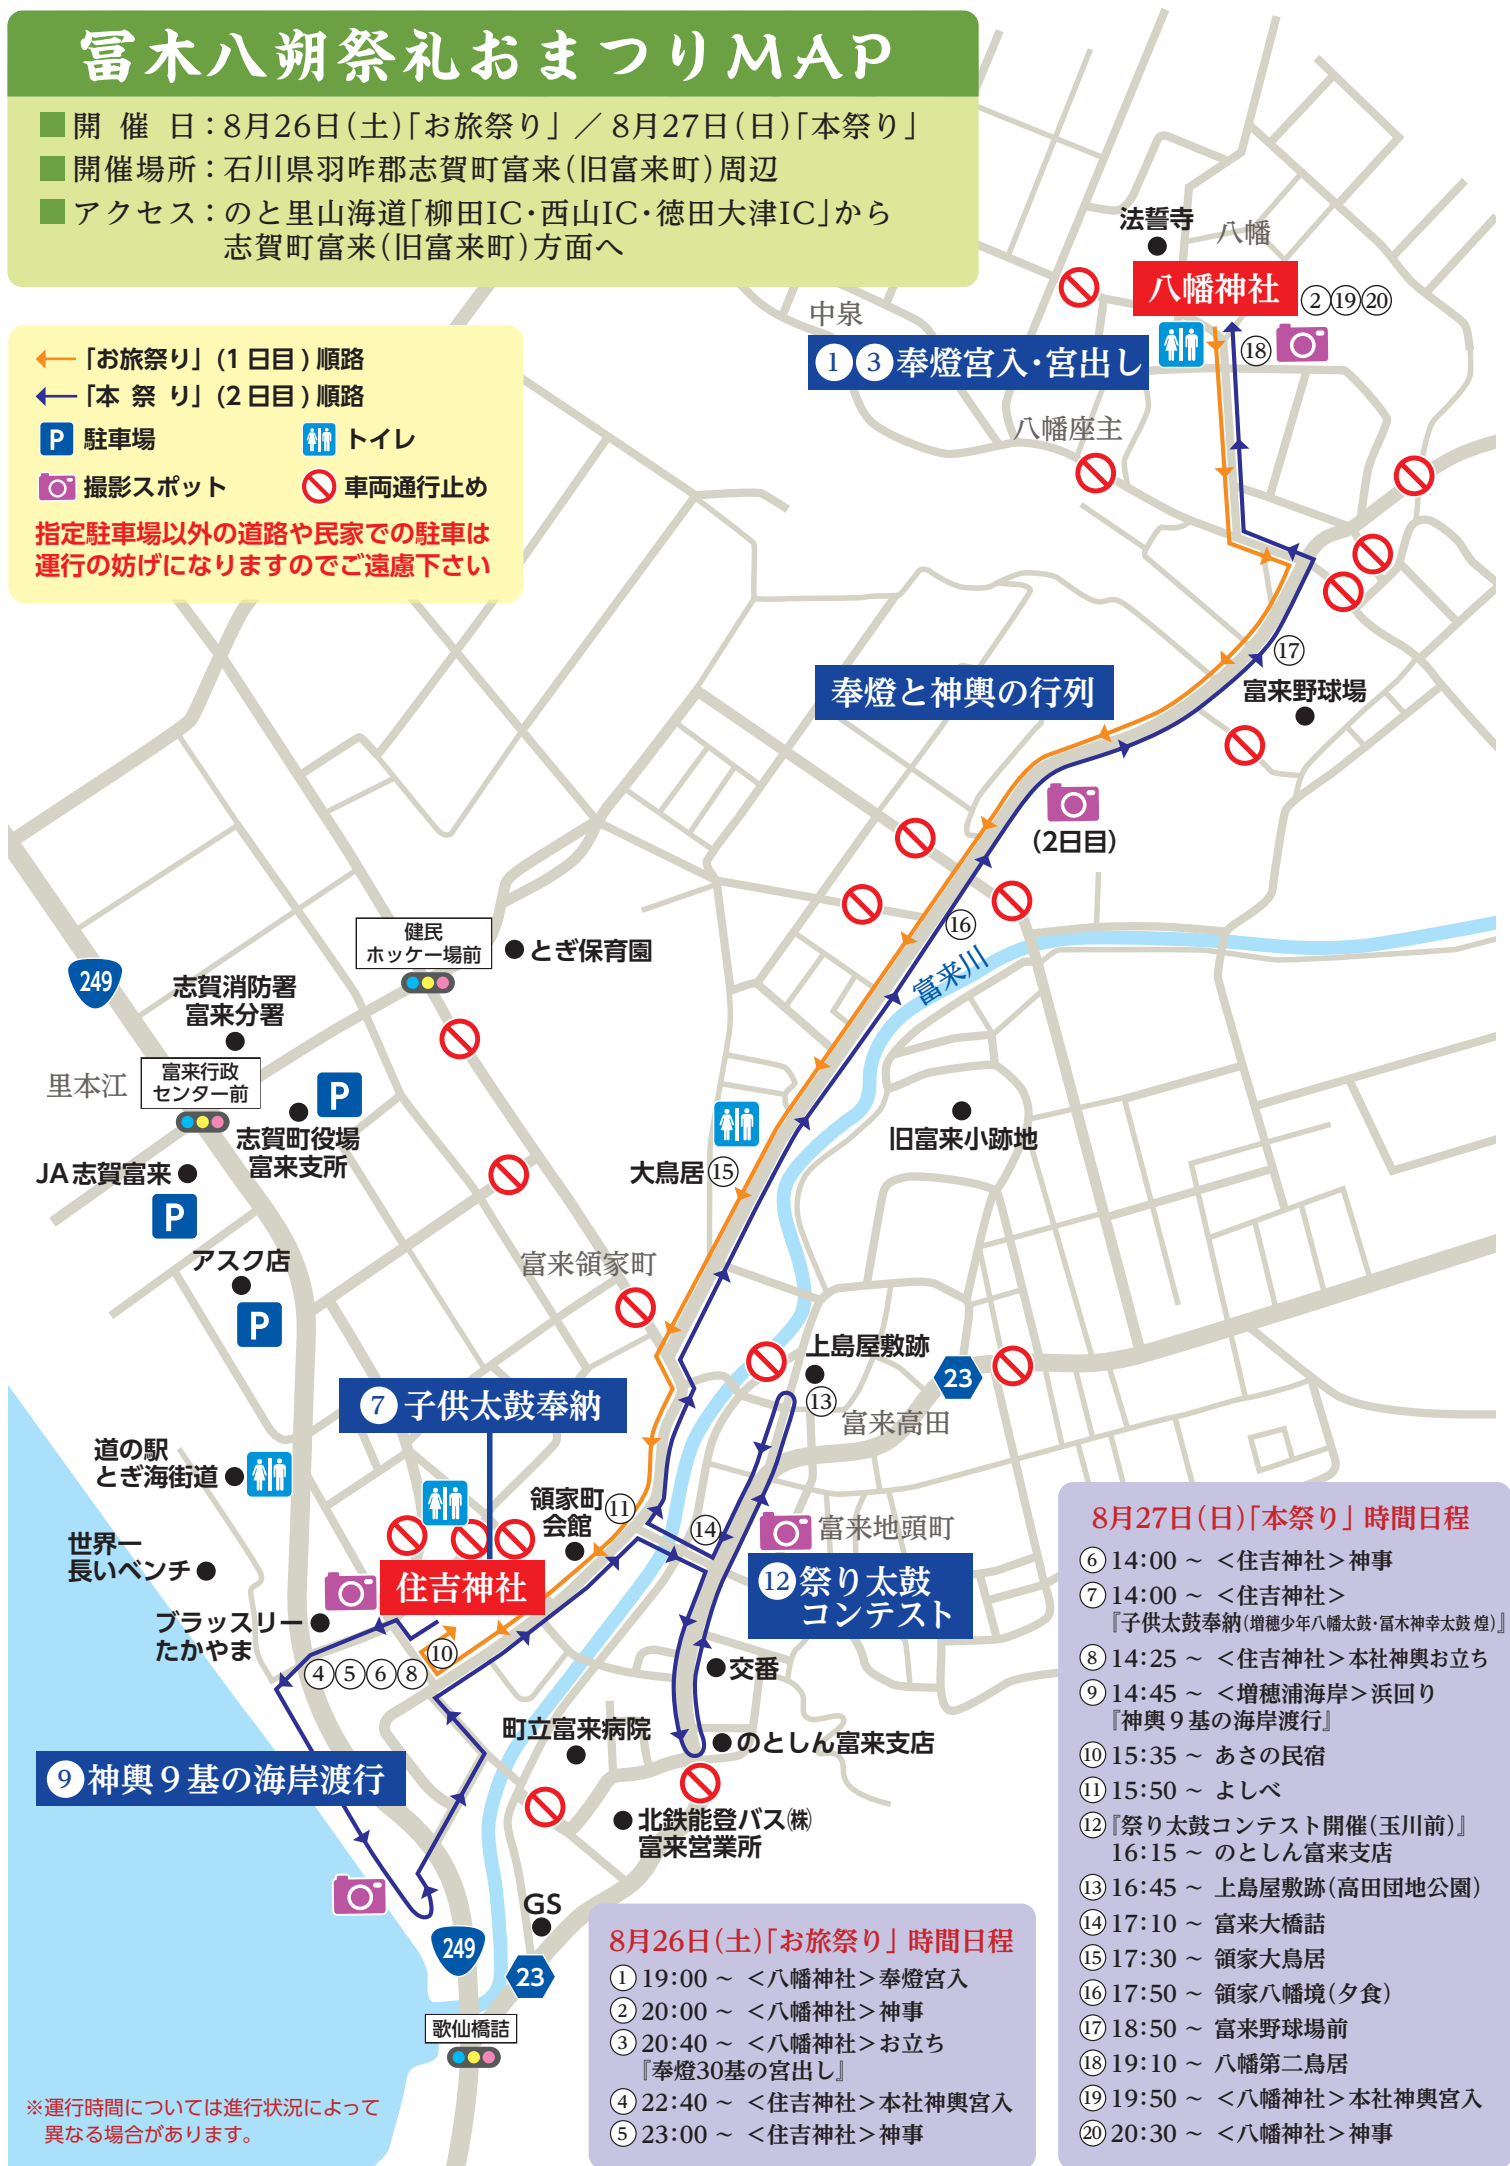 冨木八朔祭礼おまつりMAP
■開催日：8月26日(土)「お旅祭り」／8月27日(日)「本祭り」
■開催場所：石川県羽咋郡志賀町富来(旧富来町)周辺
■アクセス：のと里山海道「柳田IC・西山IC・徳田大津IC」から
志賀町富来(旧富来町)方面へ
「お旅祭り」(1日目)順路
「本祭り」(2日目)順路
P 駐車場
トイレ
撮影スポット
車両通行止め
指定駐車場以外の道路や民家での駐車は
運行の妨げになりますのでご遠慮下さい
法誓寺
八幡
八幡神社
②⑲⑳
中泉
①③奉燈宮入・宮出し
⑱
八幡座主
⑰
奉燈と神輿の行列
富来野球場
(2日目)
⑯
富来川
健民
ホッケー場前
とぎ保育園
249
志賀消防署
富来分署
里本江
富来行政
センター前
P
志賀町役場
富来支所
旧富来小跡地
大鳥居⑮
JA志賀富来
P
アスク店
P
富来領家町
上島屋敷跡
23
⑬
富来高田
⑦子供太鼓奉納
道の駅
とぎ海街道
領家町
会館
⑪
⑭
富来地頭町
世界一
長いベンチ
住吉神社
⑫祭り太鼓
コンテスト
ブラッスリー
たかやま
⑩
④⑤⑥⑧
交番
町立富来病院
のとしん富来支店
⑨神輿9基の海岸渡行
北鉄能登バス㈱
富来営業所
GS
249
23
歌仙橋詰
8月26日(土)「お旅祭り」時間日程
①19:00 ～ ＜八幡神社＞奉燈宮入
②20:00 ～ ＜八幡神社＞神事
③20:40 ～ ＜八幡神社＞お立ち
『奉燈30基の宮出し』
④22:40 ～ ＜住吉神社＞本社神輿宮入
⑤23:00 ～ ＜住吉神社＞神事
8月27日(日)「本祭り」時間日程
⑥14:00 ～ ＜住吉神社＞神事
⑦14:00 ～ ＜住吉神社＞
『子供太鼓奉納(増穂少年八幡太鼓・冨木神幸太鼓 煌)』
⑧14:25 ～ ＜住吉神社＞本社神輿お立ち
⑨14:45 ～ ＜増穂浦海岸＞浜回り
『神輿9基の海岸渡行』
⑩15:35 ～ あさの民宿
⑪15:50 ～ よしべ
⑫『祭り太鼓コンテスト開催(玉川前)』
16:15 ～ のとしん富来支店
⑬16:45 ～ 上島屋敷跡(高田団地公園)
⑭17:10 ～ 富来大橋詰
⑮17:30 ～ 領家大鳥居
⑯17:50 ～ 領家八幡境(夕食)
⑰18:50 ～ 富来野球場前
⑱19:10 ～ 八幡第二鳥居
⑲19:50 ～ ＜八幡神社＞本社神輿宮入
⑳20:30 ～ ＜八幡神社＞神事
※運行時間については進行状況によって
異なる場合があります。